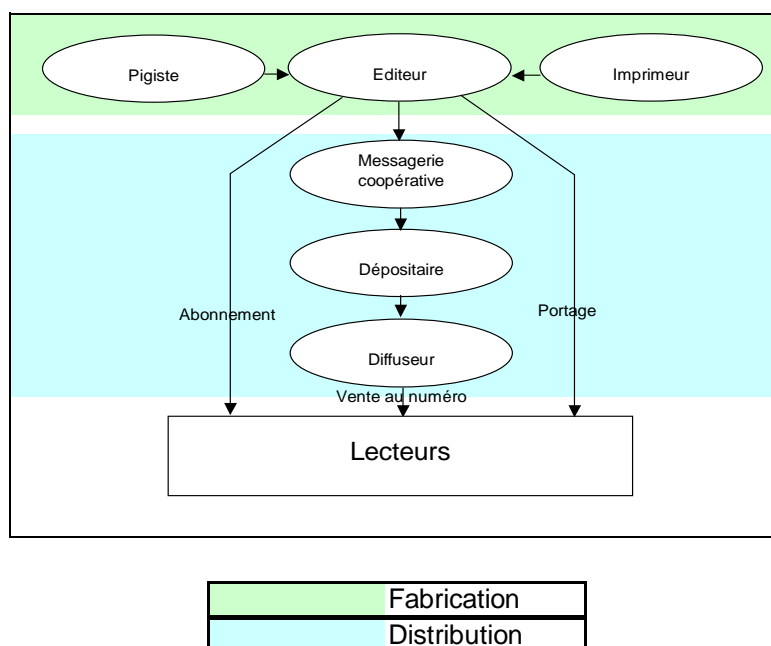 Pigiste
Editeur
Imprimeur
Messagerie
coopérative
Dépositaire
Abonnement
Portage
Diffuseur
Vente au numéro
Lecteurs
Fabrication
Distribution